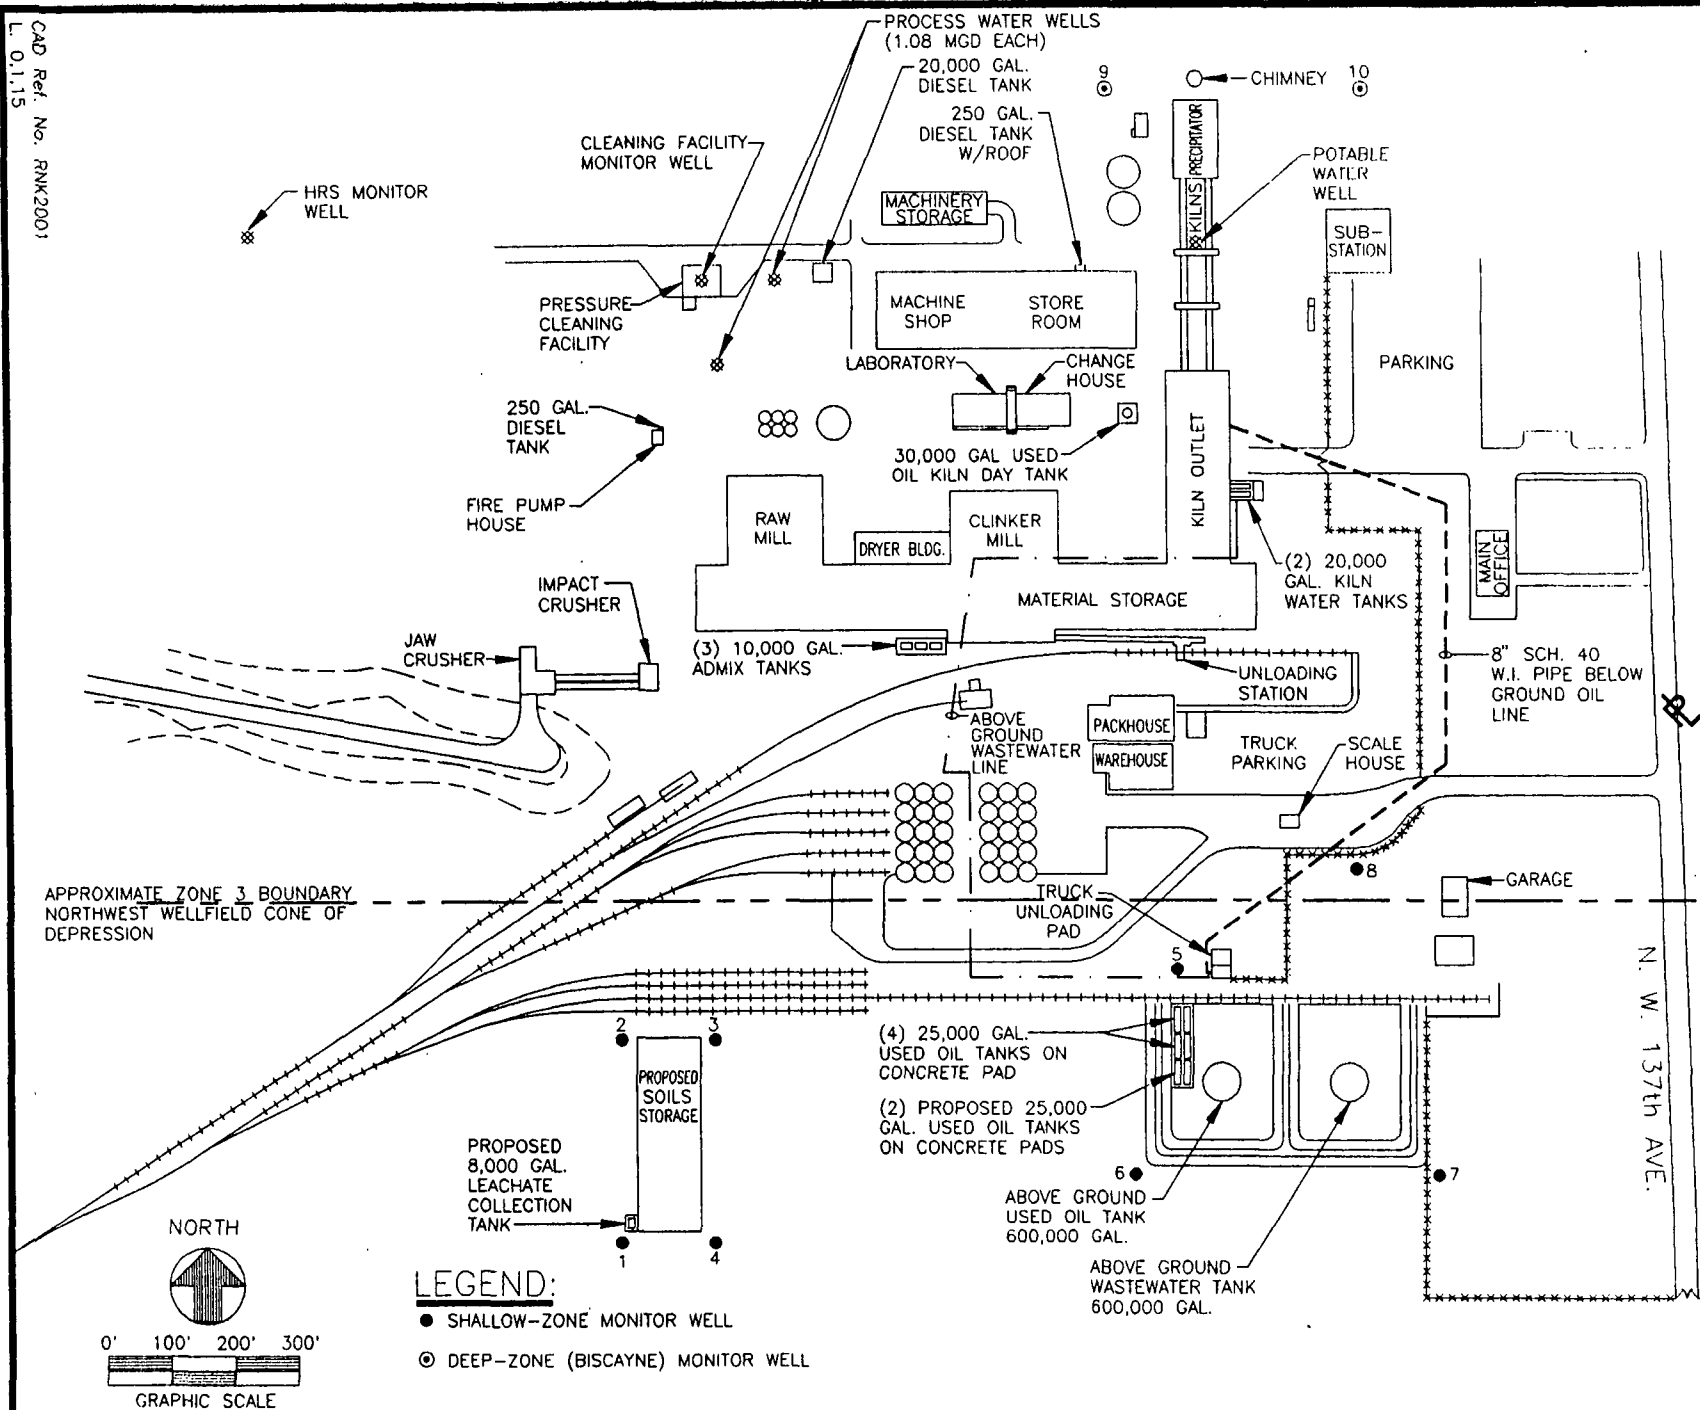 CAD Ref. No. RNK2001
L. 0,1,15
PROCESS WATER WELLS
(1.08 MGD EACH)
20,000 GAL.
DIESEL TANK
9
CHIMNEY
10
250 GAL.
DIESEL TANK
W/ROOF
CLEANING FACILITY
MONITOR WELL
HRS MONITOR
WELL
PRECIPITATOR
KILNS
POTABLE
WATER
WELL
MACHINERY
STORAGE
SUB-
STATION
PRESSURE
CLEANING
FACILITY
MACHINE
SHOP
STORE
ROOM
LABORATORY
CHANGE
HOUSE
PARKING
250 GAL.
DIESEL
TANK
30,000 GAL USED
OIL KILN DAY TANK
KILN OUTLET
FIRE PUMP
HOUSE
RAW
MILL
DRYER BLDG.
CLINKER
MILL
MAIN
OFFICE
(2) 20,000
GAL. KILN
WATER TANKS
IMPACT
CRUSHER
MATERIAL STORAGE
JAW
CRUSHER
(3) 10,000 GAL.
ADMIX TANKS
UNLOADING
STATION
8" SCH. 40
W.I. PIPE BELOW
GROUND OIL
LINE
ABOVE
GROUND
WASTEWATER
LINE
PACKHOUSE
WAREHOUSE
TRUCK
PARKING
SCALE
HOUSE
8
GARAGE
APPROXIMATE ZONE 3 BOUNDARY
NORTHWEST WELLFIELD CONE OF
DEPRESSION
TRUCK
UNLOADING
PAD
5
N. W. 137th AVE.
2
3
PROPOSED
SOILS
STORAGE
(4) 25,000 GAL.
USED OIL TANKS ON
CONCRETE PAD
(2) PROPOSED 25,000
GAL. USED OIL TANKS
ON CONCRETE PADS
PROPOSED
8,000 GAL.
LEACHATE
COLLECTION
TANK
6
7
ABOVE GROUND
USED OIL TANK
600,000 GAL.
1
4
ABOVE GROUND
WASTEWATER TANK
600,000 GAL.
NORTH
LEGEND:
SHALLOW-ZONE MONITOR WELL
DEEP-ZONE (BISCAYNE) MONITOR WELL
0' 100' 200' 300'
GRAPHIC SCALE